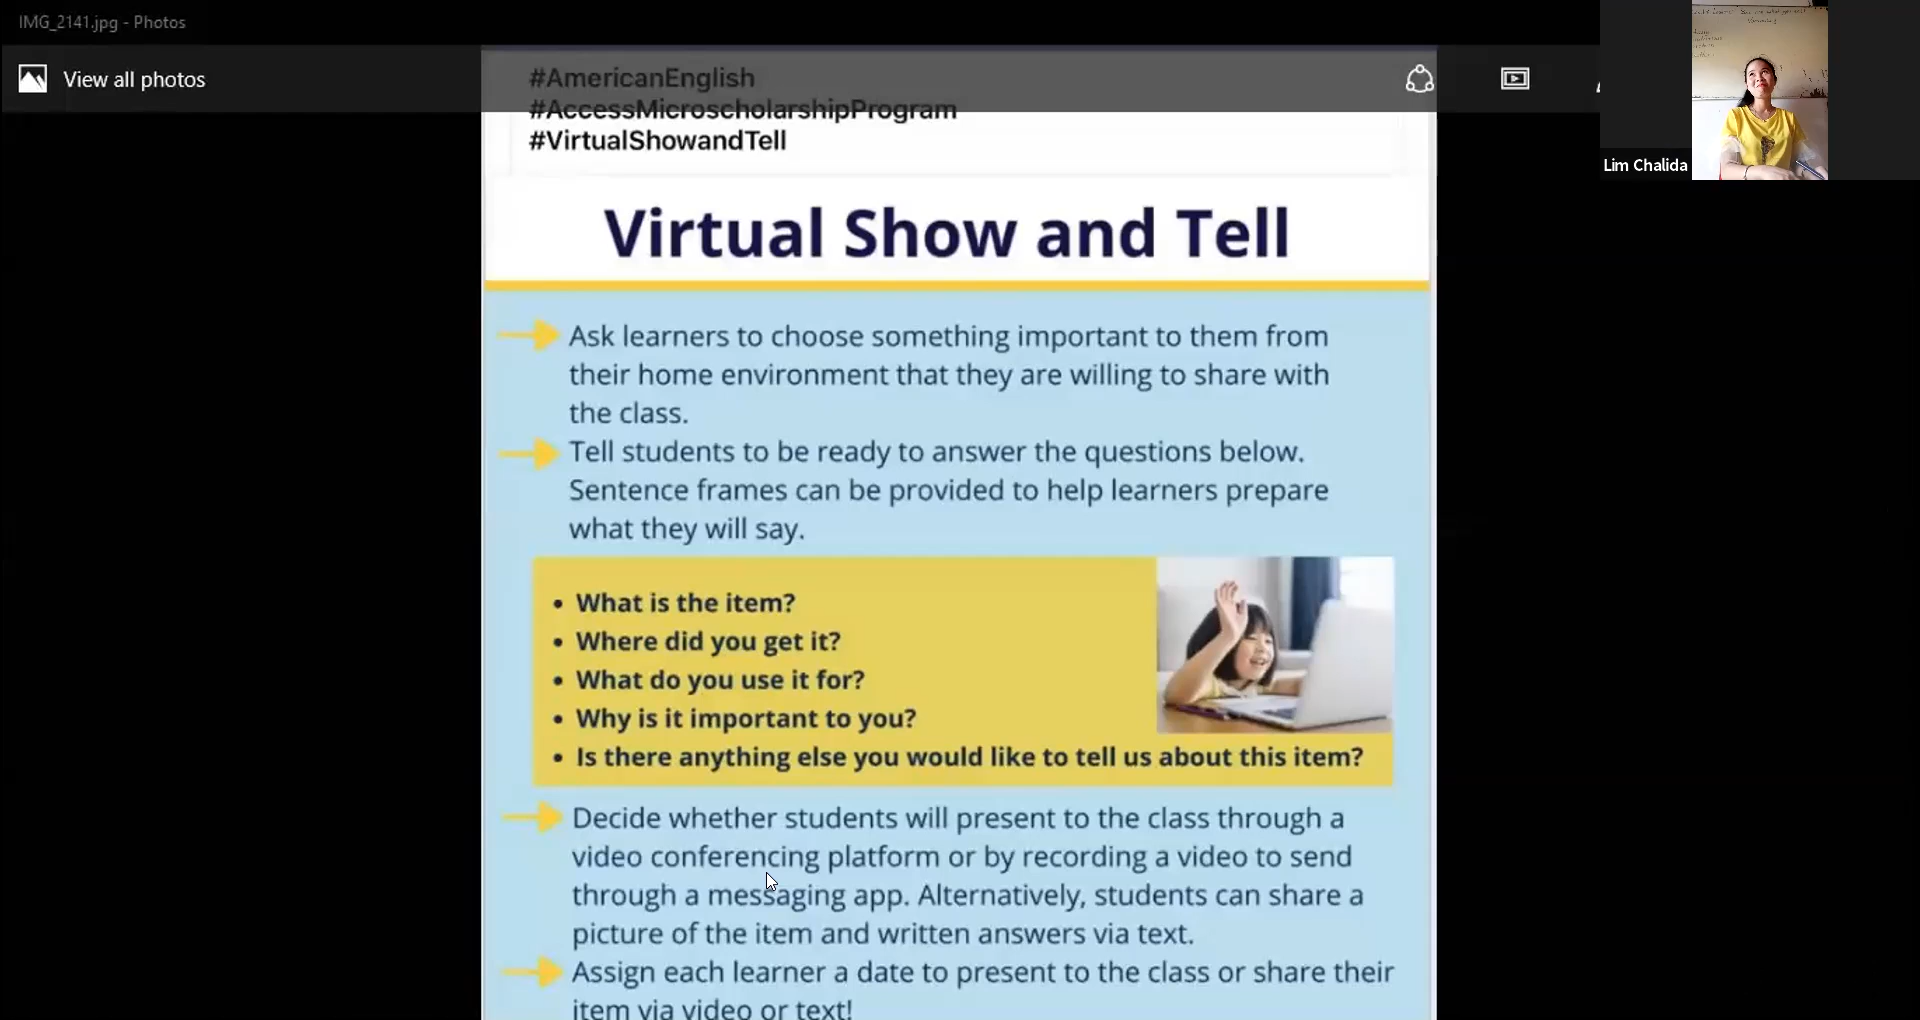 IMG_2141.jpg - Photos
View all photos
#AmericanEnglish
#AccessMicroscholarshipProgram
#VirtualShowandTell
Lim Chalida
Virtual Show and Tell
Ask learners to choose something important to them from
their home environment that they are willing to share with
the class.
Tell students to be ready to answer the questions below.
Sentence frames can be provided to help learners prepare
what they will say.
• What is the item?
• Where did you get it?
• What do you use it for?
• Why is it important to you?
• Is there anything else you would like to tell us about this item?
Decide whether students will present to the class through a
video conferencing platform or by recording a video to send
through a messaging app. Alternatively, students can share a
picture of the item and written answers via text.
Assign each learner a date to present to the class or share their
item via video or text!